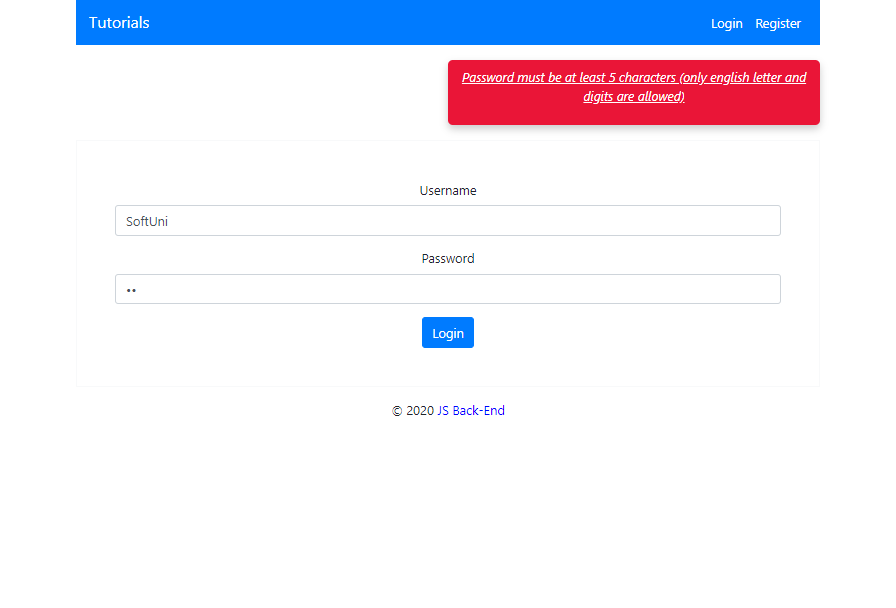 Tutorials
Login
Register
Password must be at least 5 characters (only english letter and
digits are allowed)
Username
SoftUni
Password
••
Login
© 2020 JS Back-End